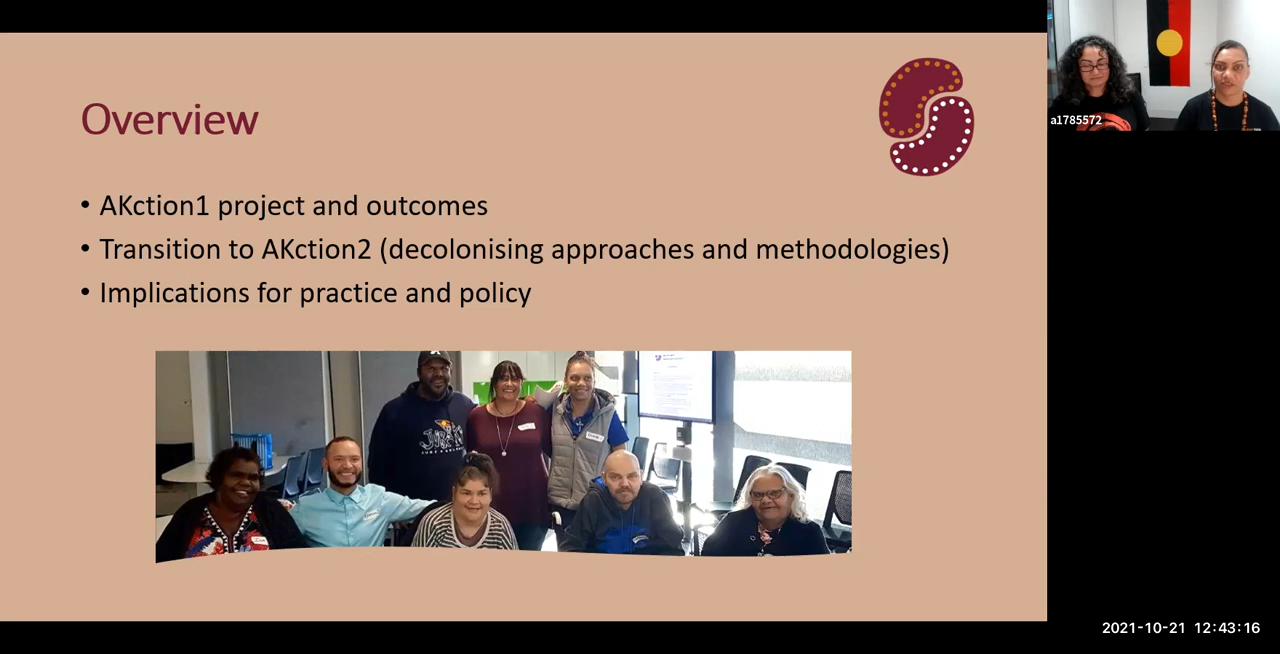 Overview
• AKction1 project and outcomes
• Transition to AKction2 (decolonising approaches and methodologies)
• Implications for practice and policy
a1785572
2021-10-21 12:43:16